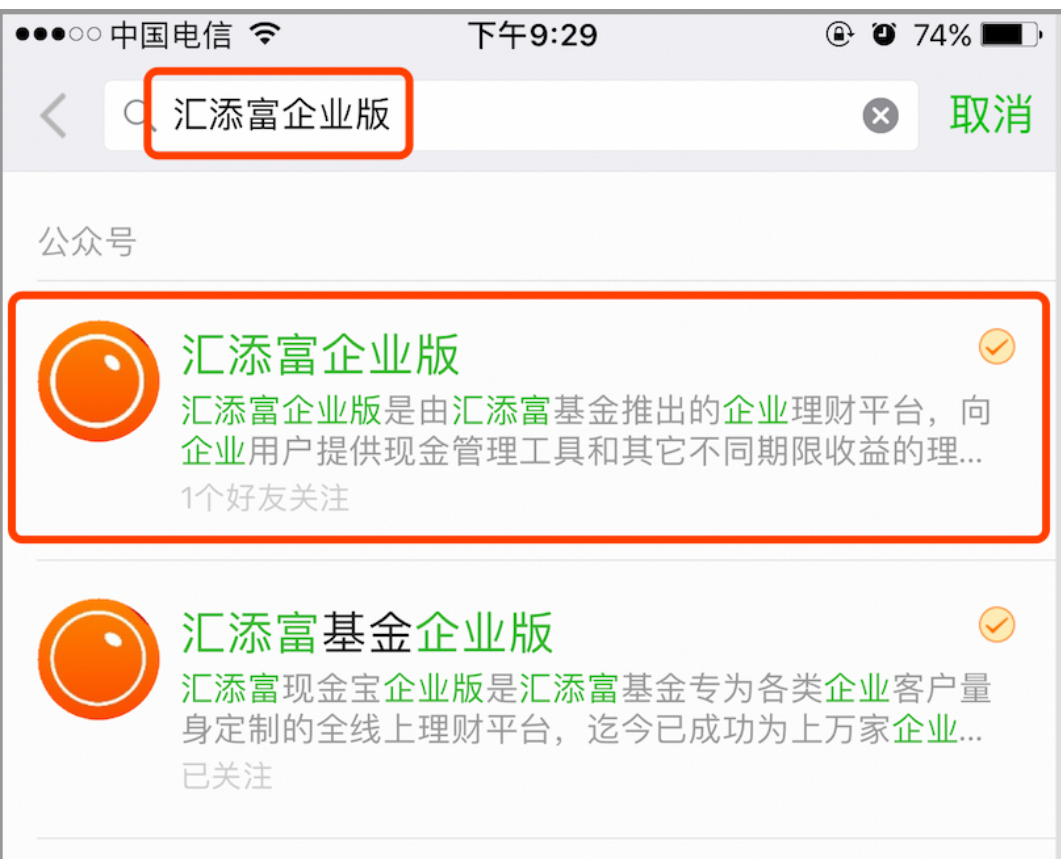 中国电信 下午9:29 74%
汇添富企业版 取消
公众号
汇添富企业版
汇添富企业版是由汇添富基金推出的企业理财平台，向
企业用户提供现金管理工具和其它不同期限收益的理...
1个好友关注
汇添富基金企业版
汇添富现金宝企业版是汇添富基金专为各类企业客户量
身定制的全线上理财平台，迄今已成功为上万家企业...
已关注